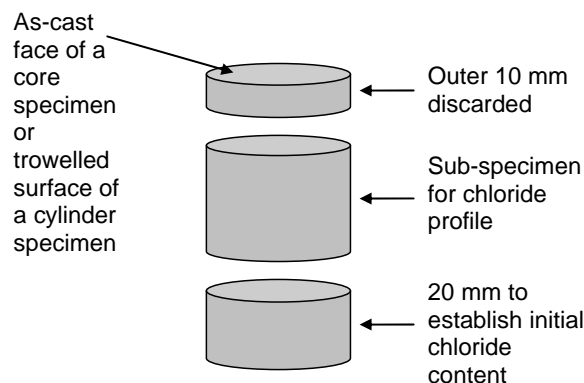 As-cast
face of a
core
specimen
or
trowelled
surface of
a cylinder
specimen
Outer 10 mm
discarded
Sub-specimen
for chloride
profile
20 mm to
establish initial
chloride
content